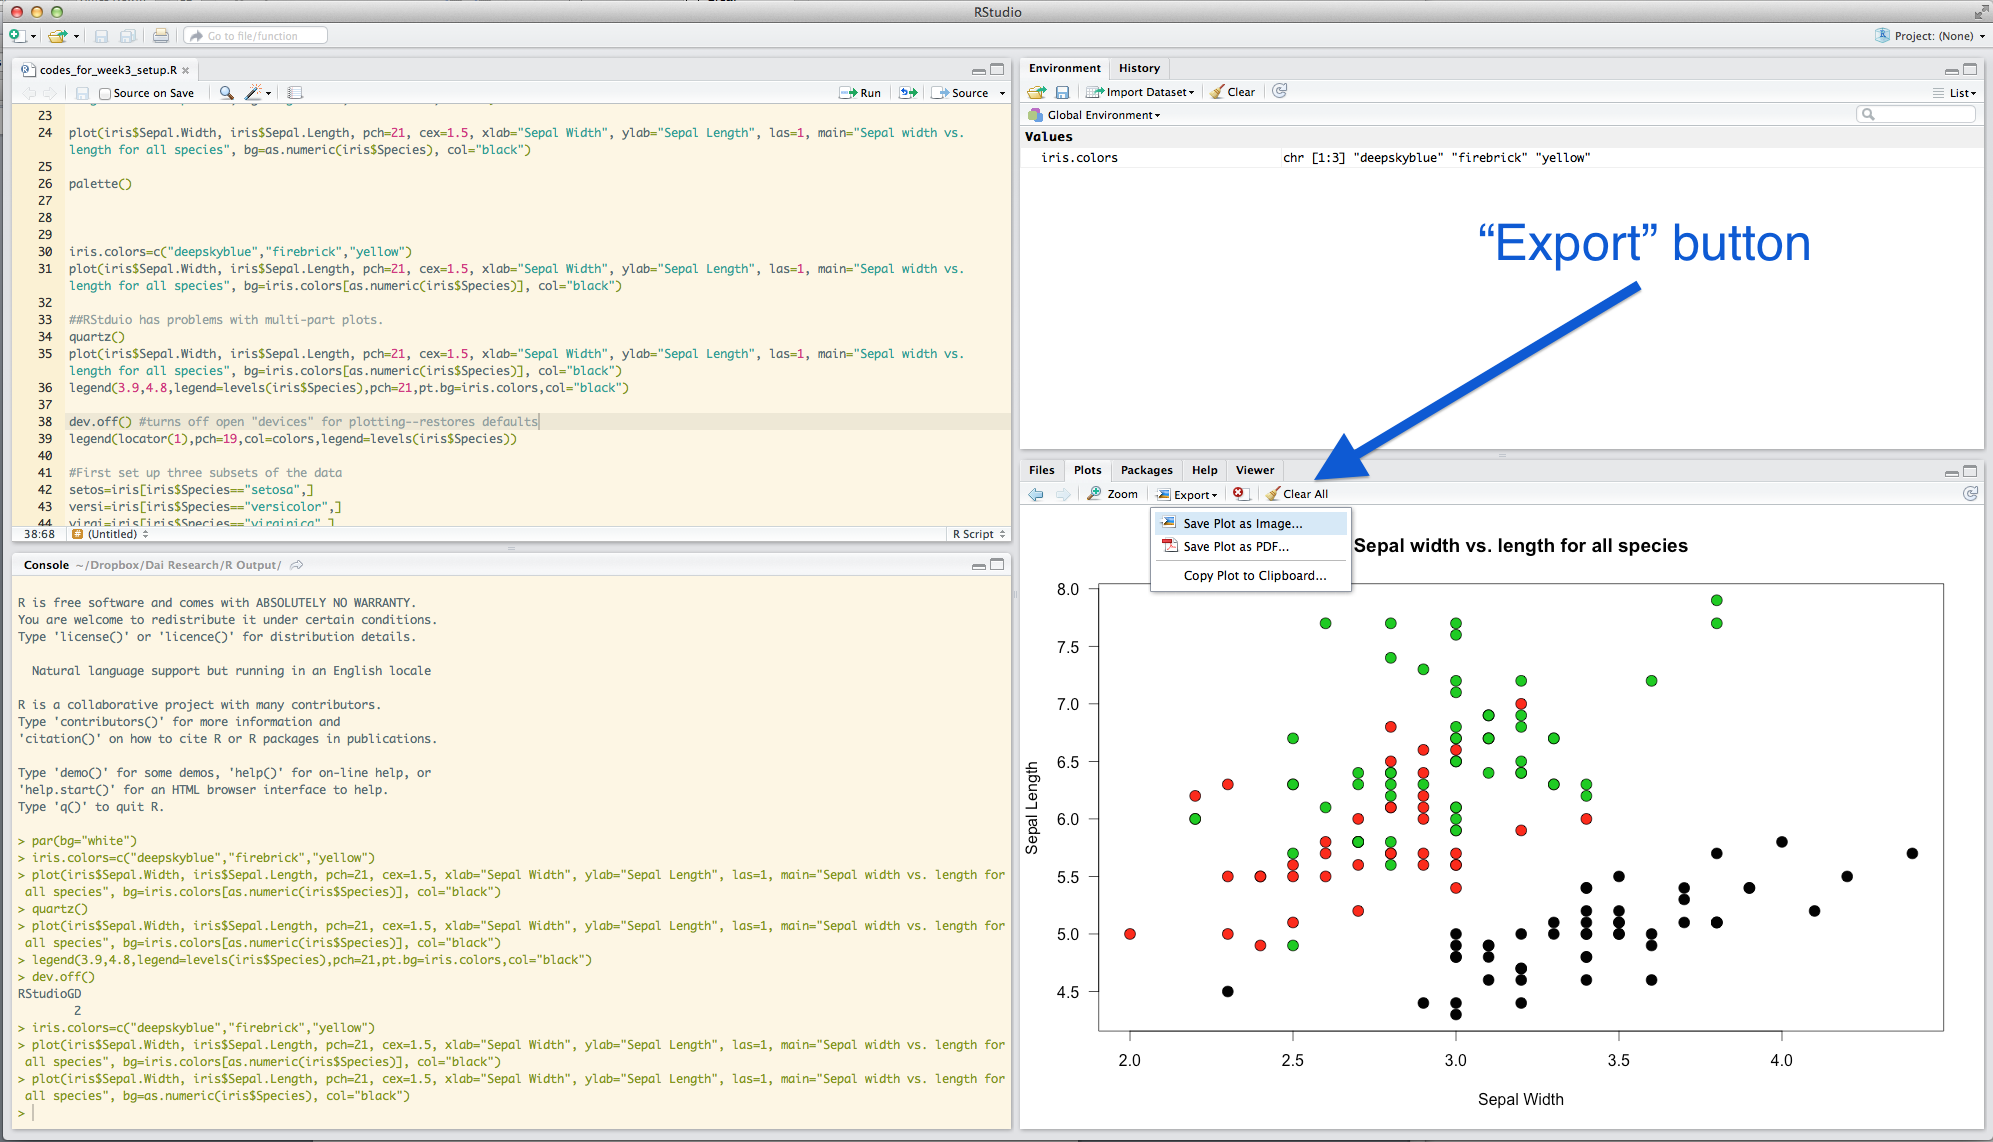 RStudio
Go to file/function
Project: (None)
codes_for_week3_setup.R
Source on Save
Run
Source
23
24 plot(iris$Sepal.Width, iris$Sepal.Length, pch=21, cex=1.5, xlab="Sepal Width", ylab="Sepal Length", las=1, main="Sepal width vs.
length for all species", bg=as.numeric(iris$Species), col="black")
25
26 palette()
27
28
29
30 iris.colors=c("deepskyblue","firebrick","yellow")
31 plot(iris$Sepal.Width, iris$Sepal.Length, pch=21, cex=1.5, xlab="Sepal Width", ylab="Sepal Length", las=1, main="Sepal width vs.
length for all species", bg=iris.colors[as.numeric(iris$Species)], col="black")
32
33 ##RStduio has problems with multi-part plots.
34 quartz()
35 plot(iris$Sepal.Width, iris$Sepal.Length, pch=21, cex=1.5, xlab="Sepal Width", ylab="Sepal Length", las=1, main="Sepal width vs.
length for all species", bg=iris.colors[as.numeric(iris$Species)], col="black")
36 legend(3.9,4.8,legend=levels(iris$Species),pch=21,pt.bg=iris.colors,col="black")
37
38 dev.off() #turns off open "devices" for plotting--restores defaults
39 legend(locator(1),pch=19,col=colors,legend=levels(iris$Species))
40
41 #First set up three subsets of the data
42 setos=iris[iris$Species=="setosa",]
43 versi=iris[iris$Species=="versicolor",]
44 virgi=iris[iris$Species=="virginica",]
38:68 (Untitled) R Script
Console ~/Dropbox/Dai Research/R Output/
R is free software and comes with ABSOLUTELY NO WARRANTY.
You are welcome to redistribute it under certain conditions.
Type 'license()' or 'licence()' for distribution details.
Natural language support but running in an English locale
R is a collaborative project with many contributors.
Type 'contributors()' for more information and
'citation()' on how to cite R or R packages in publications.
Type 'demo()' for some demos, 'help()' for on-line help, or
'help.start()' for an HTML browser interface to help.
Type 'q()' to quit R.
> par(bg="white")
> iris.colors=c("deepskyblue","firebrick","yellow")
> plot(iris$Sepal.Width, iris$Sepal.Length, pch=21, cex=1.5, xlab="Sepal Width", ylab="Sepal Length", las=1, main="Sepal width vs. length for
all species", bg=iris.colors[as.numeric(iris$Species)], col="black")
> quartz()
> plot(iris$Sepal.Width, iris$Sepal.Length, pch=21, cex=1.5, xlab="Sepal Width", ylab="Sepal Length", las=1, main="Sepal width vs. length for
all species", bg=iris.colors[as.numeric(iris$Species)], col="black")
> legend(3.9,4.8,legend=levels(iris$Species),pch=21,pt.bg=iris.colors,col="black")
> dev.off()
RStudioGD
2
> iris.colors=c("deepskyblue","firebrick","yellow")
> plot(iris$Sepal.Width, iris$Sepal.Length, pch=21, cex=1.5, xlab="Sepal Width", ylab="Sepal Length", las=1, main="Sepal width vs. length for
all species", bg=iris.colors[as.numeric(iris$Species)], col="black")
> plot(iris$Sepal.Width, iris$Sepal.Length, pch=21, cex=1.5, xlab="Sepal Width", ylab="Sepal Length", las=1, main="Sepal width vs. length for
all species", bg=as.numeric(iris$Species), col="black")
>
Environment History
Import Dataset Clear List
Global Environment
Values
iris.colors chr [1:3] "deepskyblue" "firebrick" "yellow"
“Export” button
Files Plots Packages Help Viewer
Zoom Export Clear All
Save Plot as Image...
Save Plot as PDF...
Copy Plot to Clipboard...
Sepal width vs. length for all species
8.0
7.5
7.0
6.5
6.0
5.5
5.0
4.5
Sepal Length
2.0 2.5 3.0 3.5 4.0
Sepal Width